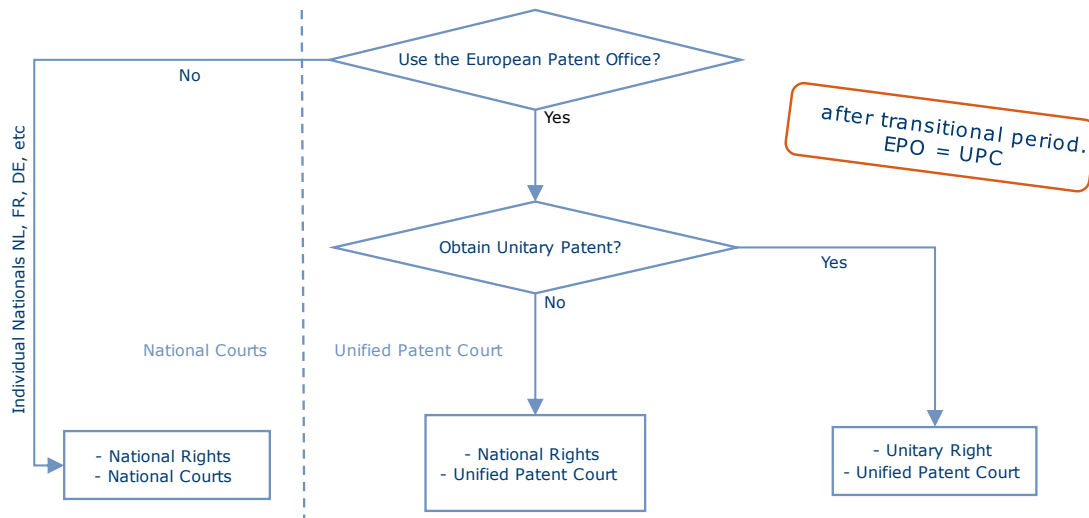 Use the European Patent Office?
No
Yes
after transitional period.
EPO = UPC
Individual Nationals NL, FR, DE, etc
Obtain Unitary Patent?
Yes
No
National Courts
Unified Patent Court
- National Rights
- National Courts
- National Rights
- Unified Patent Court
- Unitary Right
- Unified Patent Court